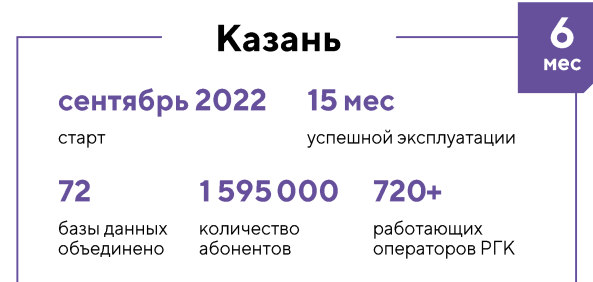 Казань
6
мес
сентябрь 2022
старт
15 мес
успешной эксплуатации
72
базы данных
объединено
1 595 000
количество
абонентов
720+
работающих
операторов РГК